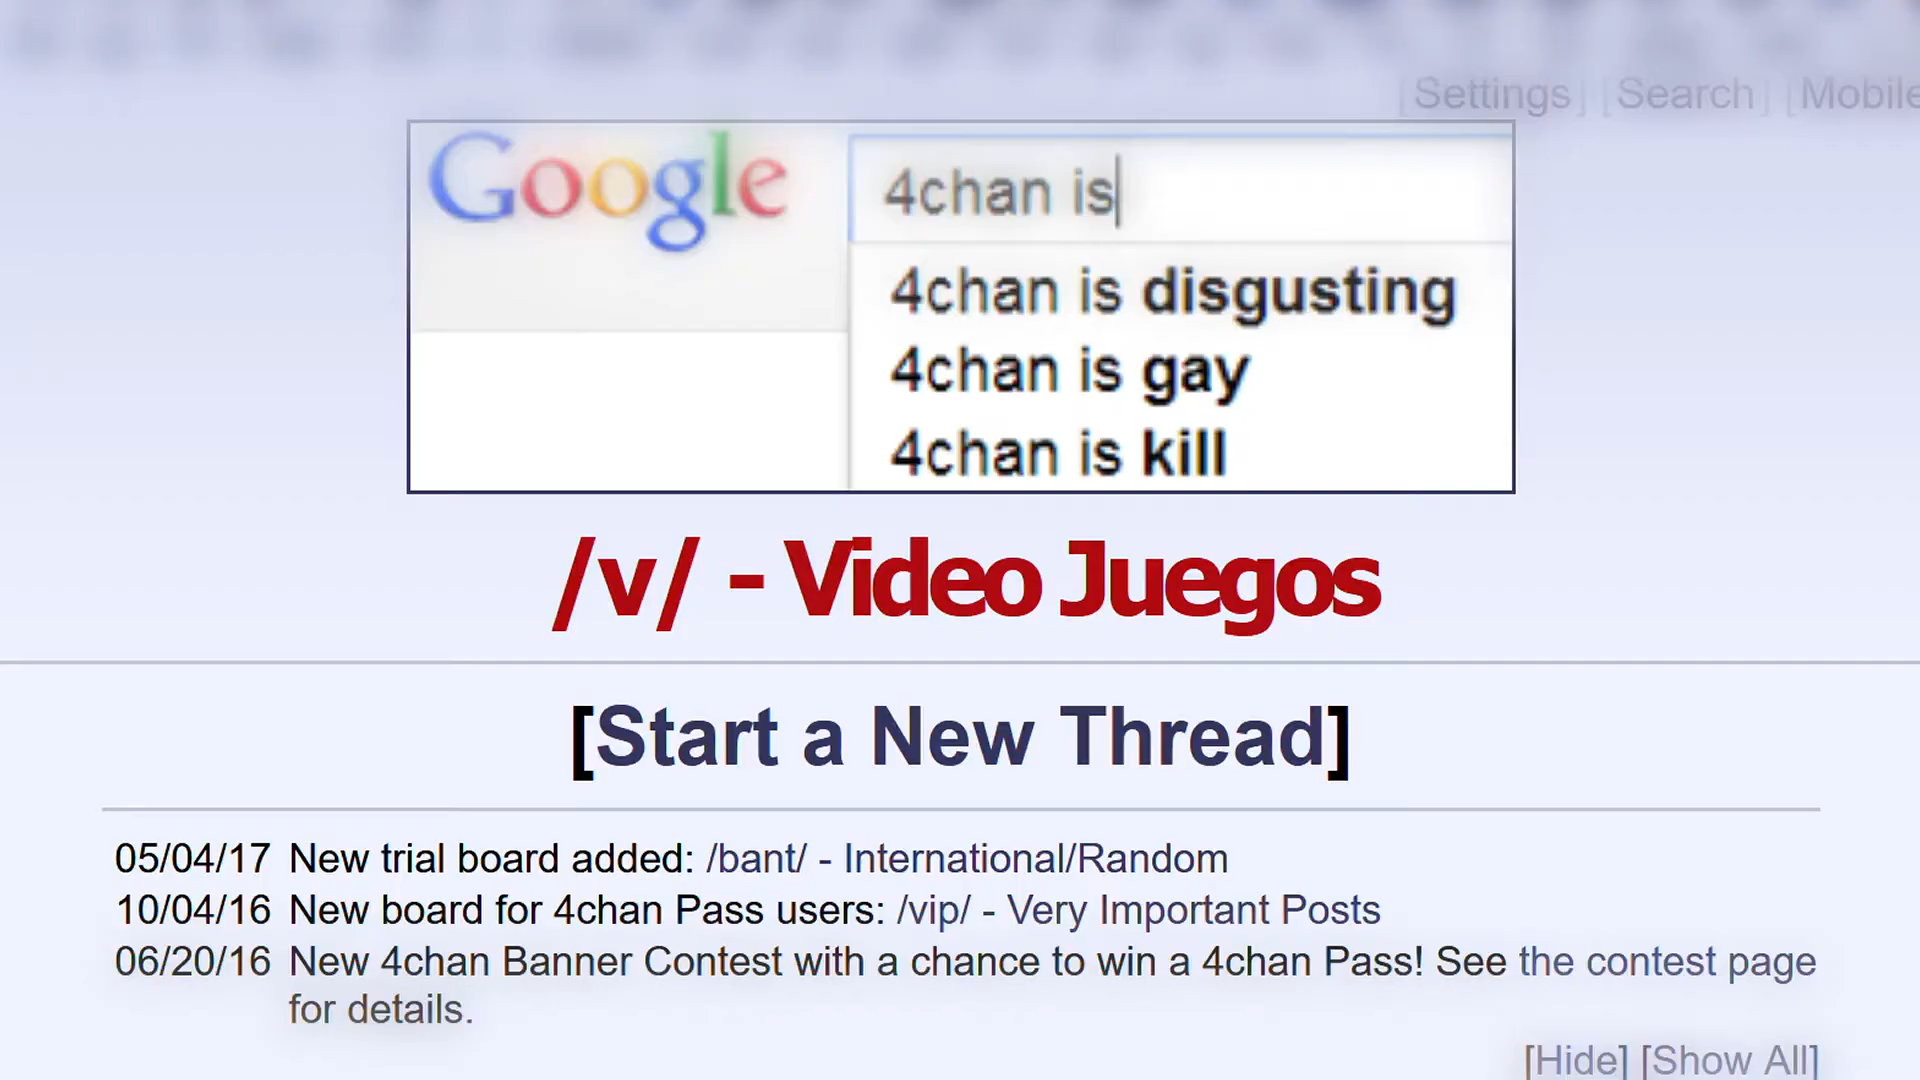 [Settings] [Search] [Mobile
Google
4chan is
4chan is disgusting
4chan is gay
4chan is kill
/v/ - Video Juegos
[Start a New Thread]
05/04/17 New trial board added: /bant/ - International/Random
10/04/16 New board for 4chan Pass users: /vip/ - Very Important Posts
06/20/16 New 4chan Banner Contest with a chance to win a 4chan Pass! See the contest page
for details.
[Hide] [Show All]